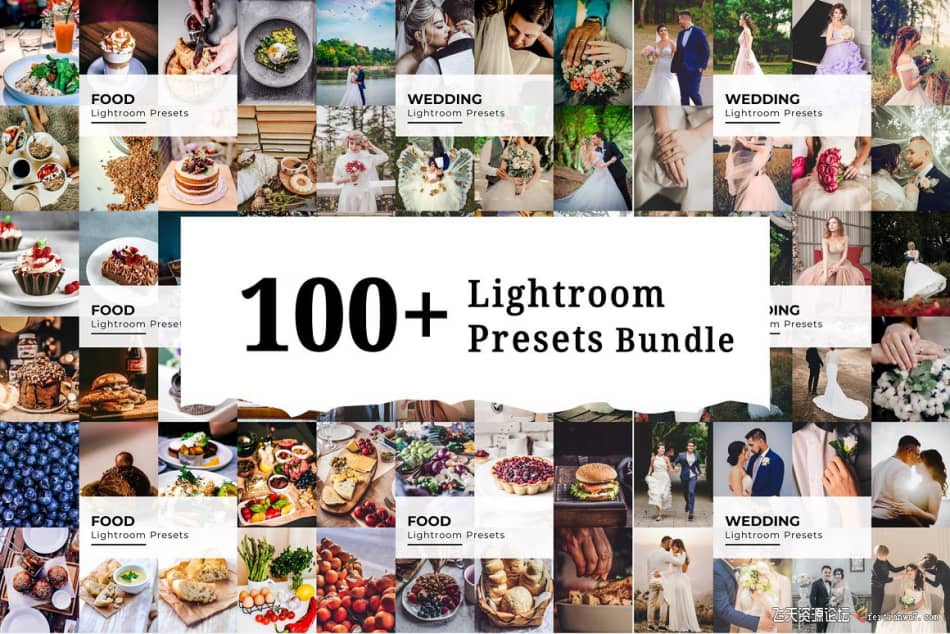 FOOD
Lightroom Presets
WEDDING
Lightroom Presets
WEDDING
Lightroom Presets
100+ Lightroom
Presets Bundle
FOOD
Lightroom
DING
Presets
FOOD
Lightroom Presets
FOOD
Lightroom Presets
WEDDING
Lightroom Presets
飞天资源论坛